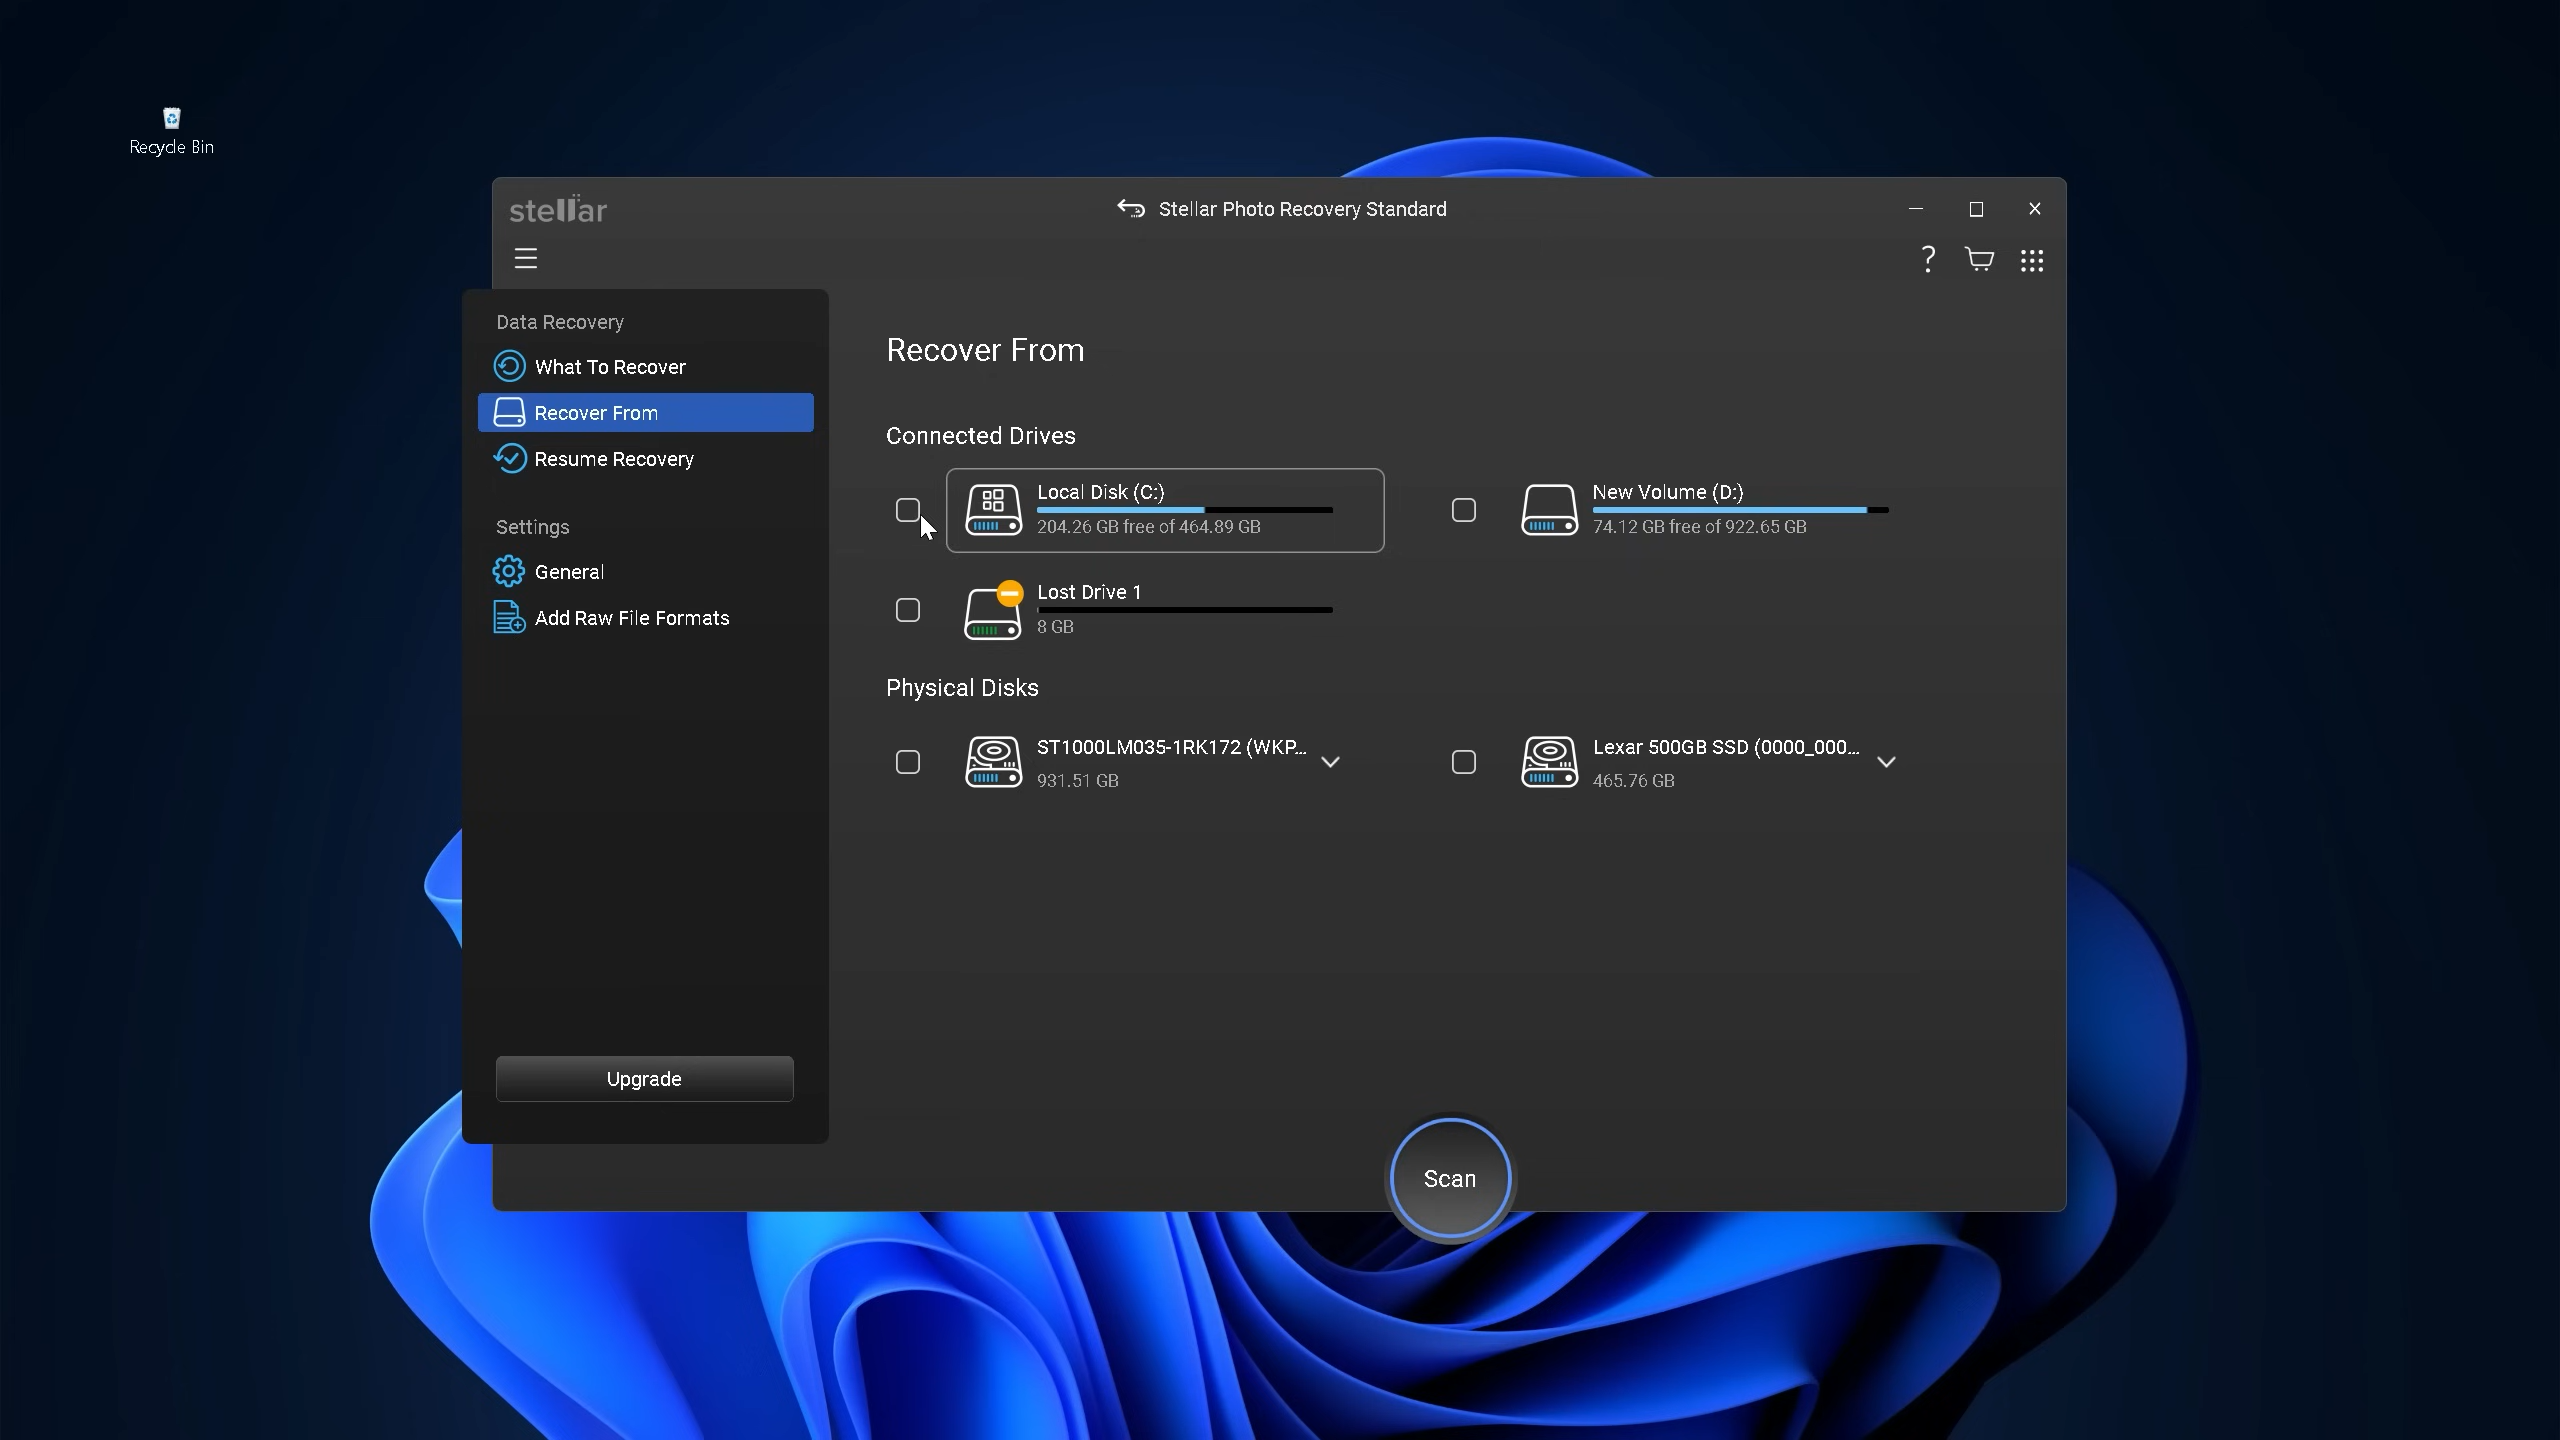 Recycle Bin
stellar
Stellar Photo Recovery Standard
?
Data Recovery
What To Recover
Recover From
Resume Recovery
Settings
General
Add Raw File Formats
Upgrade
Recover From
Connected Drives
Local Disk (C:)
204.26 GB free of 464.89 GB
New Volume (D:)
74.12 GB free of 922.65 GB
Lost Drive 1
8 GB
Physical Disks
ST1000LM035-1RK172 (WKP...
931.51 GB
Lexar 500GB SSD (0000_000...
465.76 GB
Scan